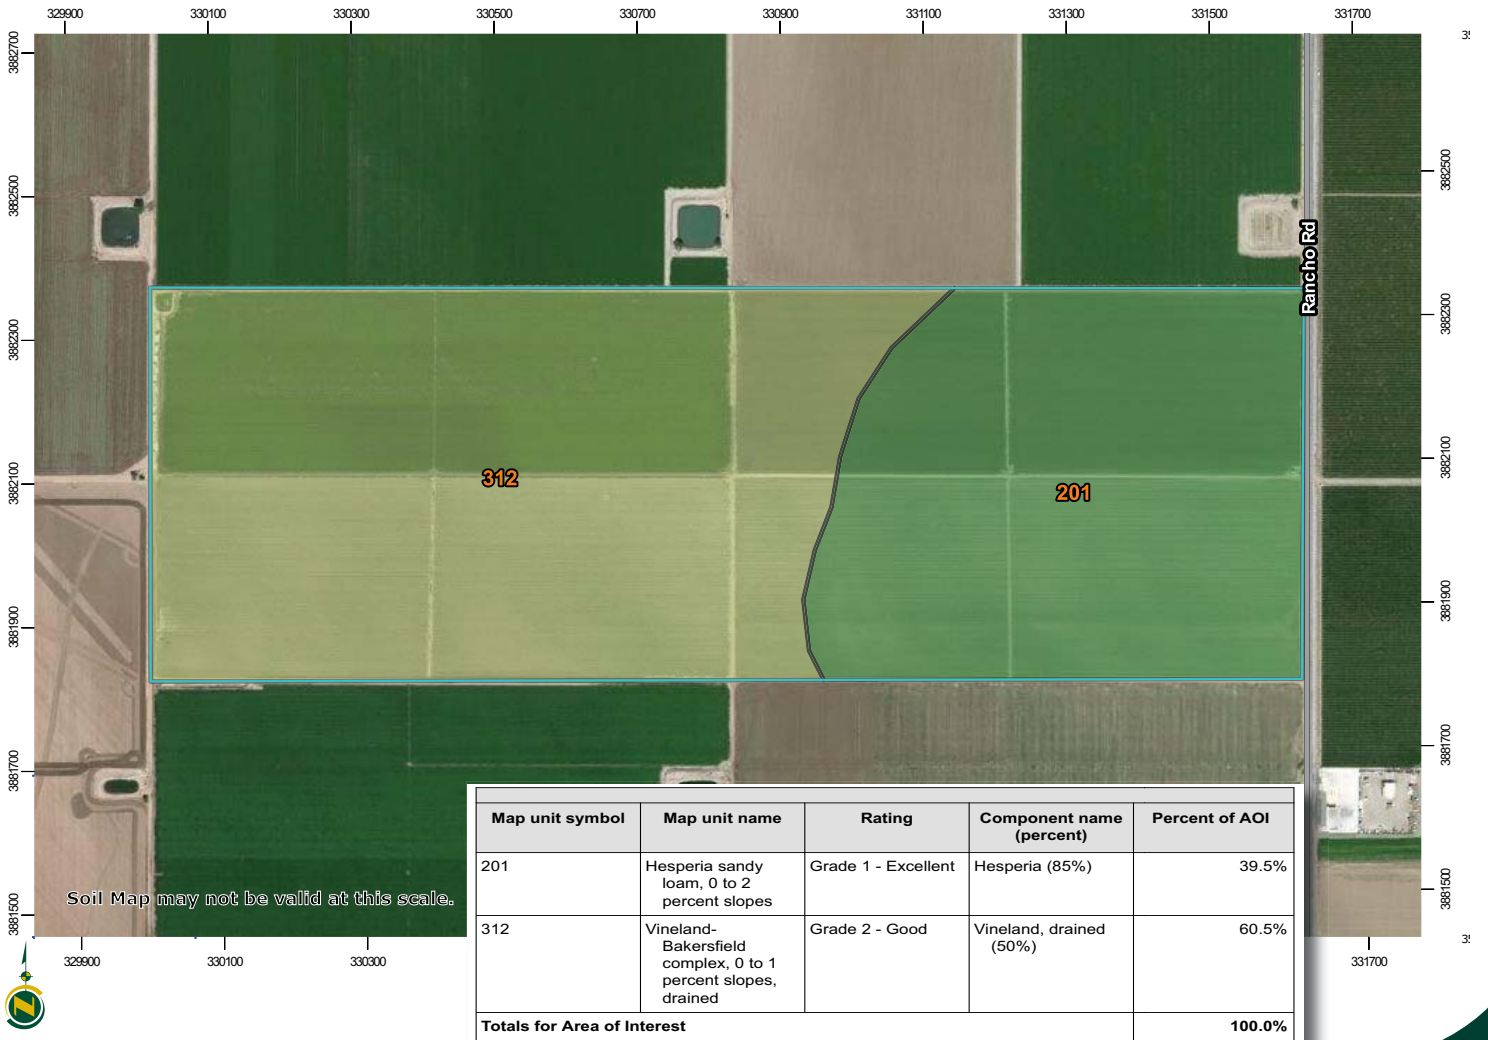 329900 330100 330300 330500 330700 330900 331100 331300 331500 331700
3882700
3882500
3882300
3882100
3881900
3881700
3881500
3882500
3882300
3882100
3881900
3881700
3881500
Rancho Rd
312
201
Soil Map may not be valid at this scale.
329900 330100 330300 331700
Map unit symbol Map unit name Rating Component name Percent of AOI
(percent)
201 Hesperia sandy Grade 1 - Excellent Hesperia (85%) 39.5%
loam, 0 to 2
percent slopes
312 Vineland- Grade 2 - Good Vineland, drained 60.5%
Bakersfield (50%)
complex, 0 to 1
percent slopes,
drained
Totals for Area of Interest 100.0%
N